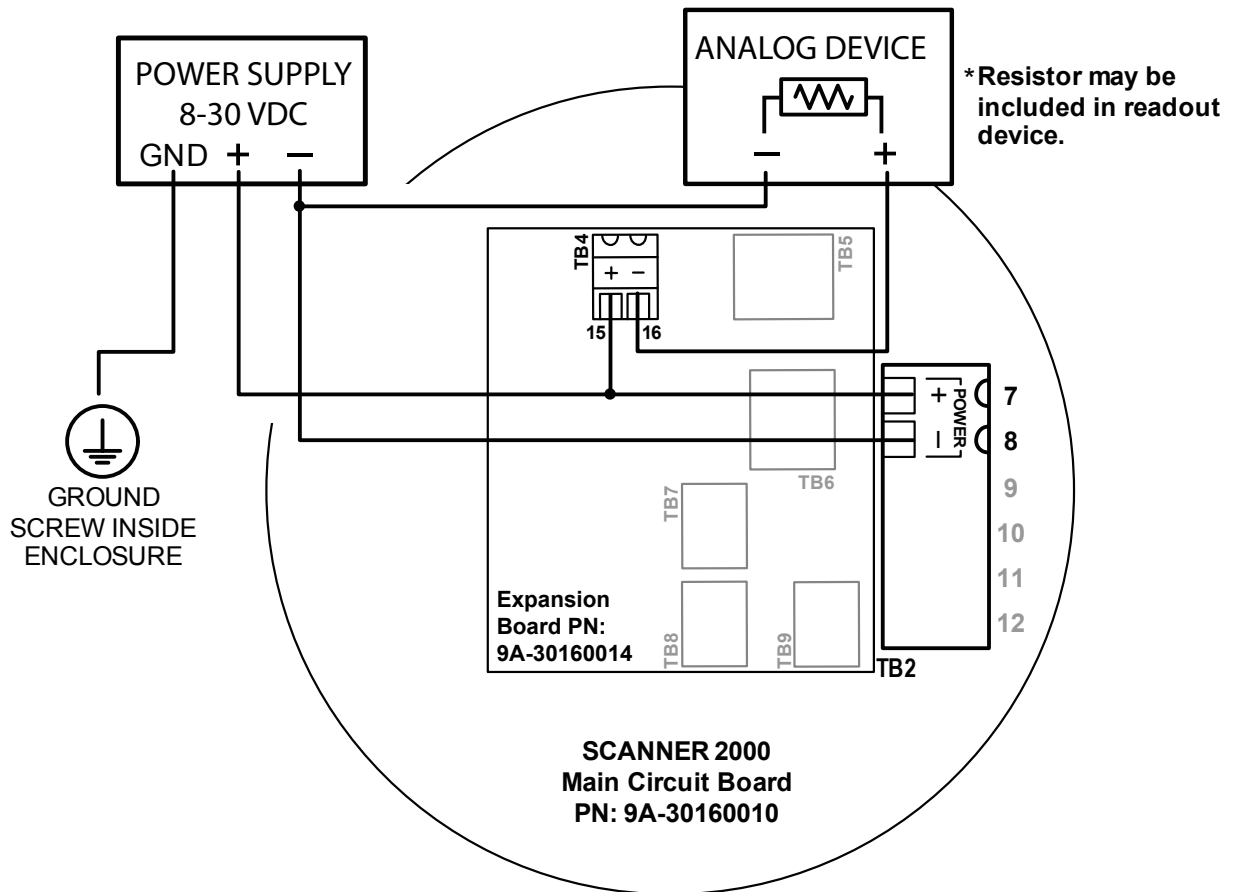 POWER SUPPLY
8-30 VDC
GND + −
ANALOG DEVICE
− +
*Resistor may be
included in readout
device.
TB4
+ −
15 16
TB5
GROUND
SCREW INSIDE
ENCLOSURE
+
−
POWER
7
8
9
10
11
12
TB2
TB6
TB7
TB8
TB9
Expansion
Board PN:
9A-30160014
SCANNER 2000
Main Circuit Board
PN: 9A-30160010